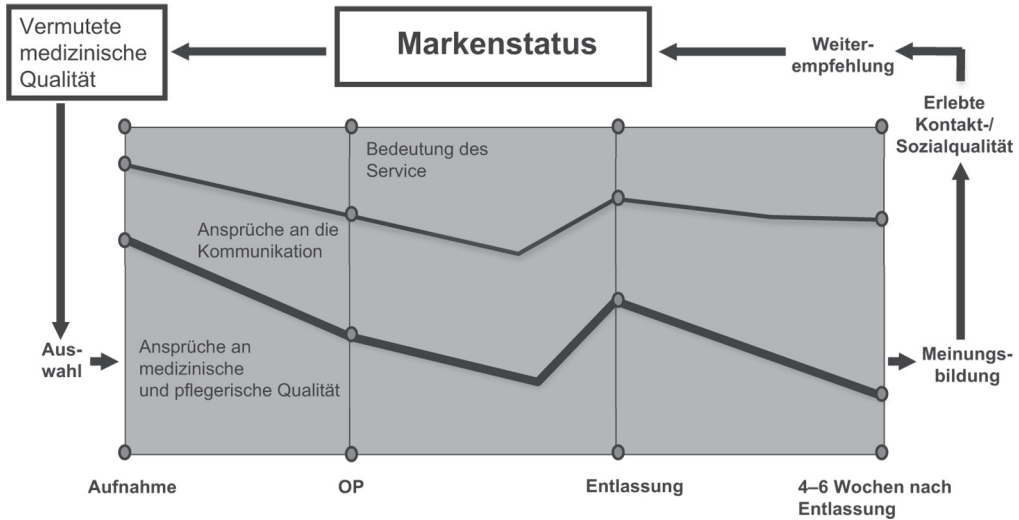 Vermutete
medizinische
Qualität
Markenstatus
Weiter-
empfehlung
Erlebte
Kontakt-/
Sozialqualität
Bedeutung des
Service
Ansprüche an die
Kommunikation
Ansprüche an
medizinische
und pflegerische Qualität
Aus-
wahl
Meinungs-
bildung
Aufnahme
OP
Entlassung
4–6 Wochen nach
Entlassung